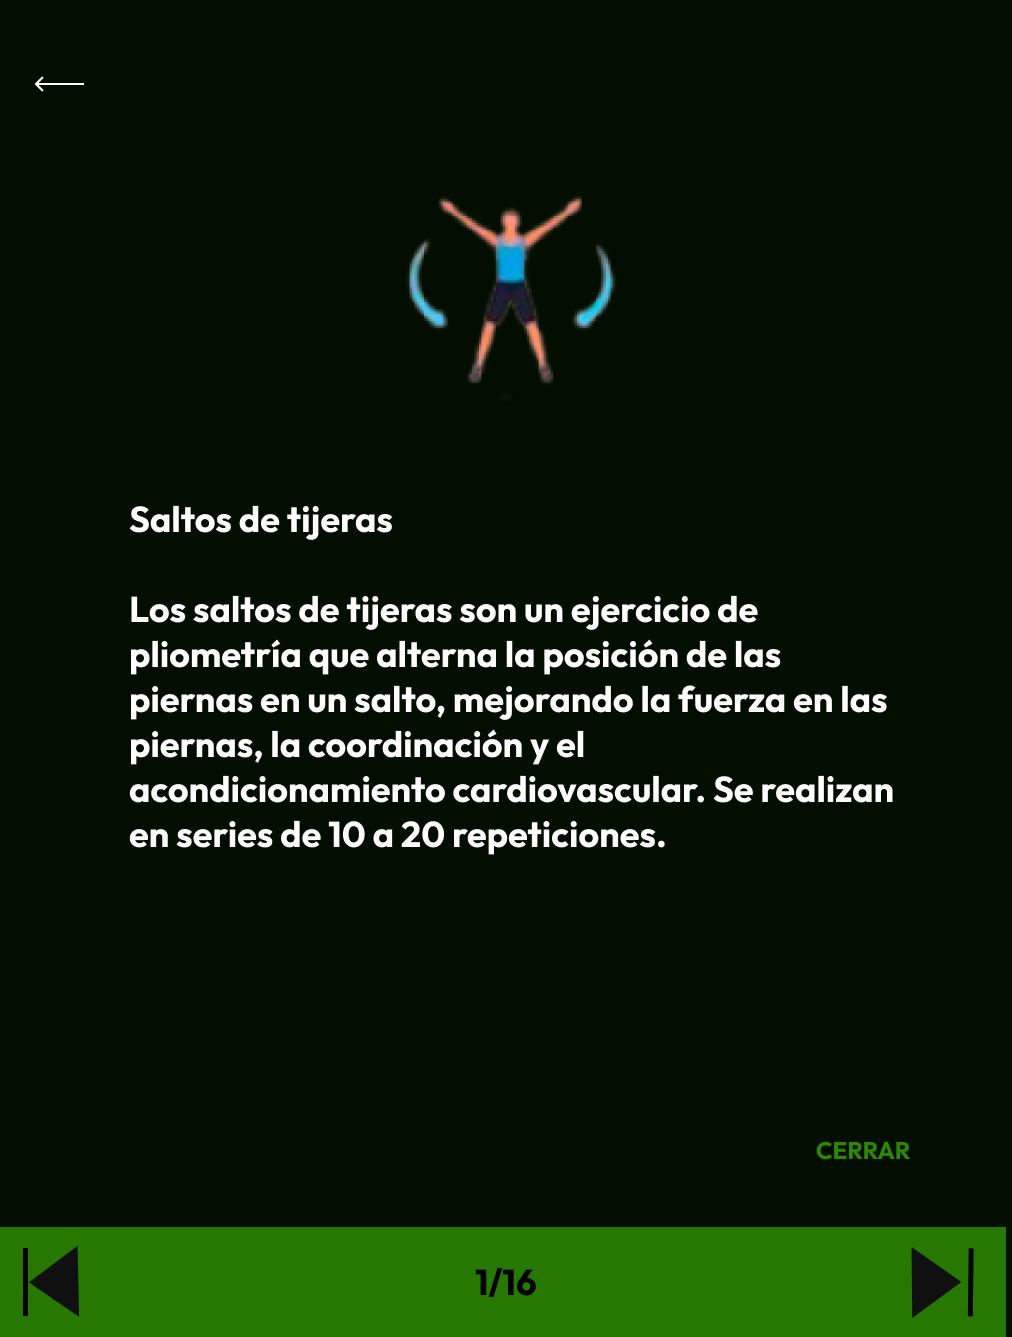 Saltos de tijeras
Los saltos de tijeras son un ejercicio de
pliometría que alterna la posición de las
piernas en un salto, mejorando la fuerza en las
piernas, la coordinación y el
acondicionamiento cardiovascular. Se realizan
en series de 10 a 20 repeticiones.
CERRAR
1/16